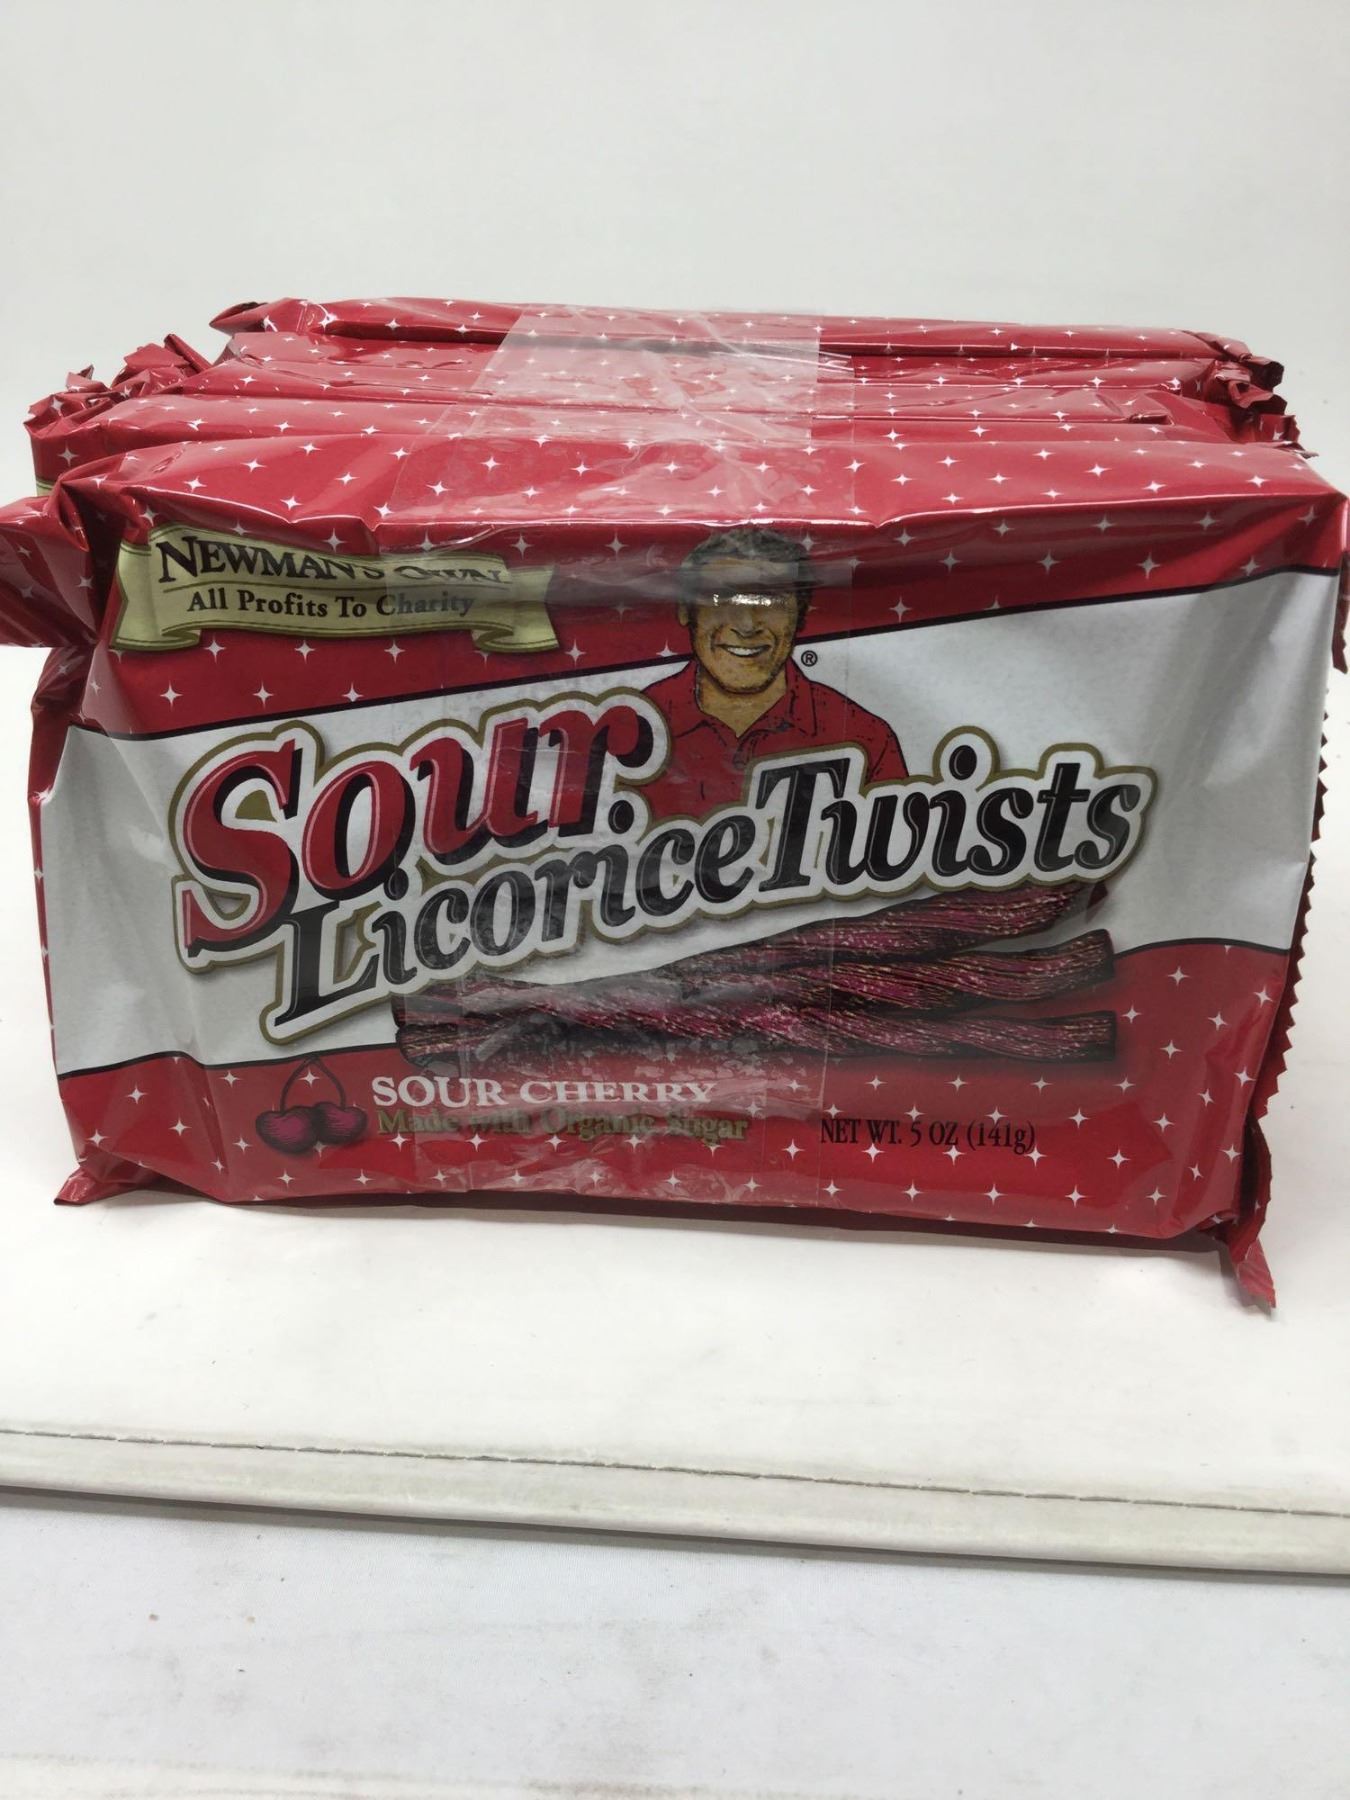 NEWMAN'S OWN
All Profits To Charity
®
Sour
Licorice Twists
SOUR CHERRY
Made with Organic Sugar
NET WT. 5 OZ (141g)